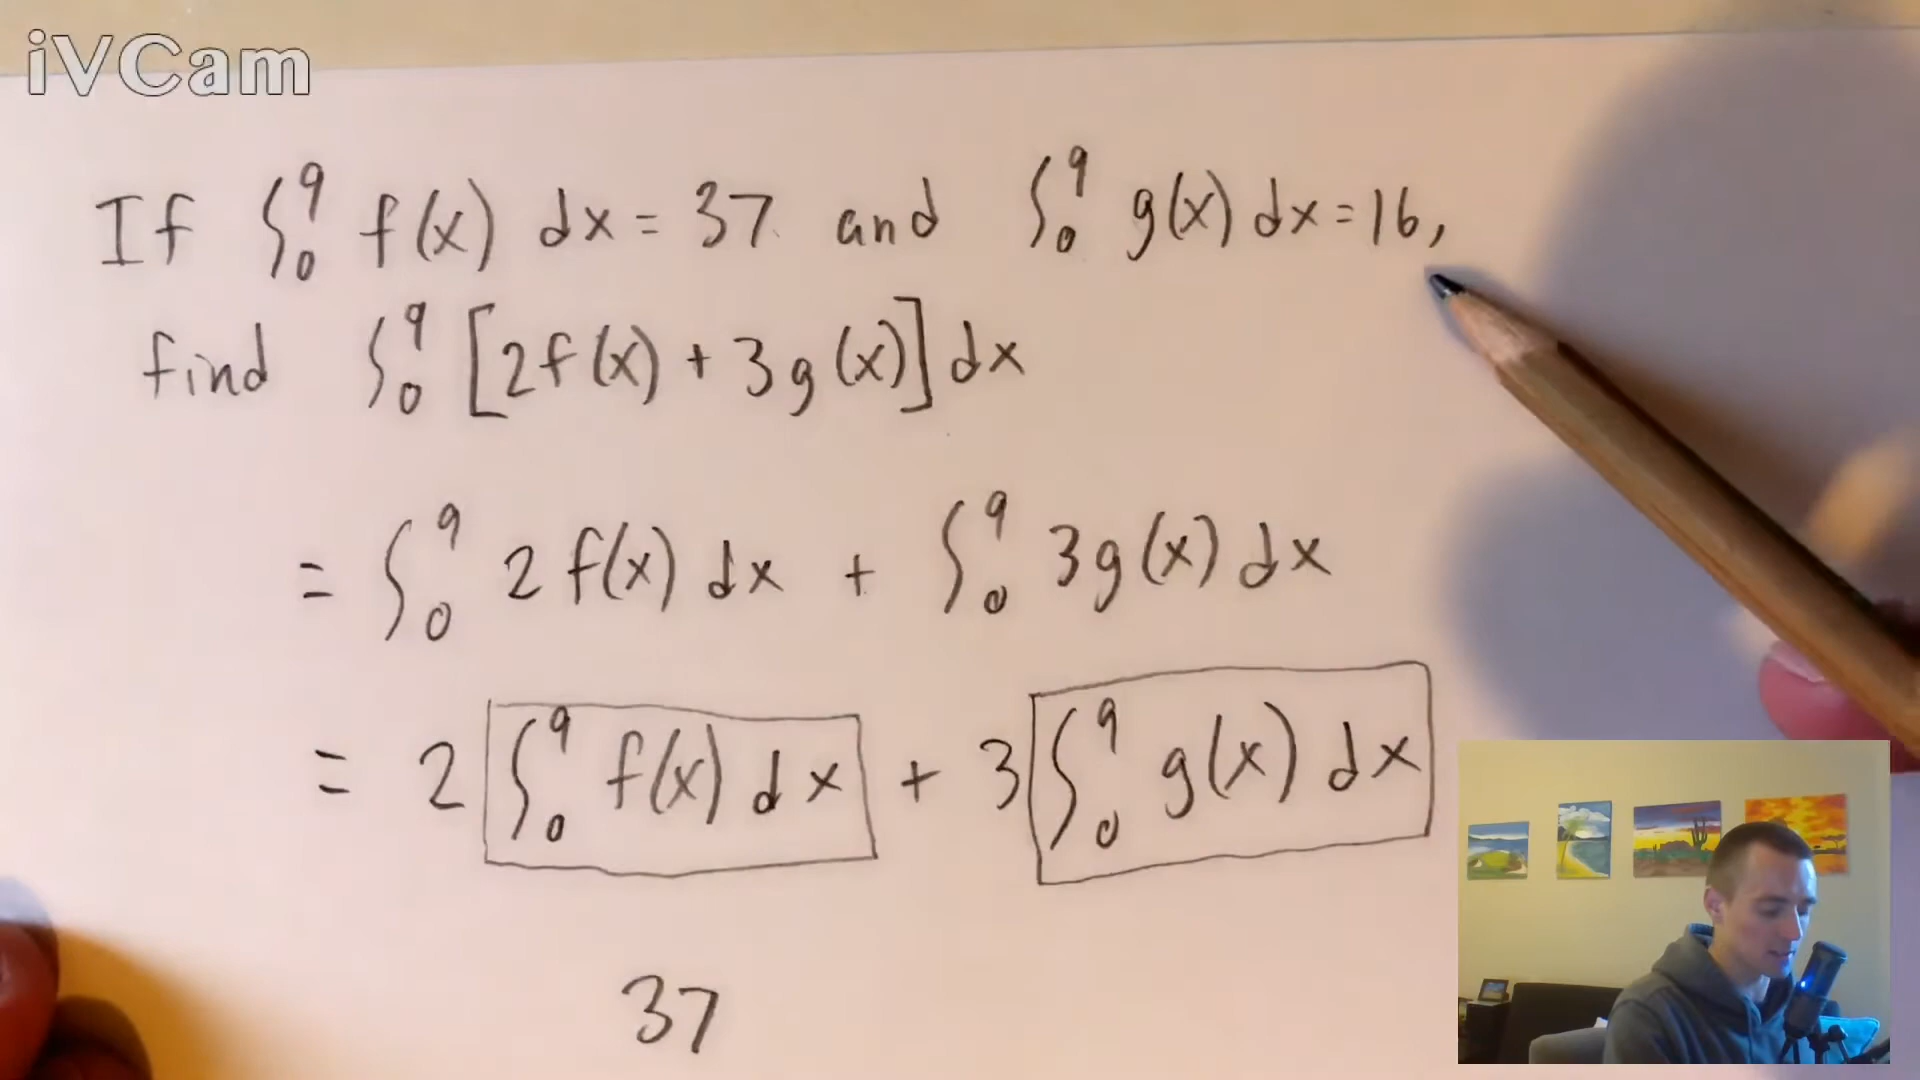 iVCam
If ∫₀⁹ f(x) dx = 37 and ∫₀⁹ g(x) dx = 16,
find ∫₀⁹ [2f(x) + 3g(x)] dx
= ∫₀⁹ 2 f(x) dx + ∫₀⁹ 3g(x) dx
= 2 ∫₀⁹ f(x) dx + 3 ∫₀⁹ g(x) dx
37